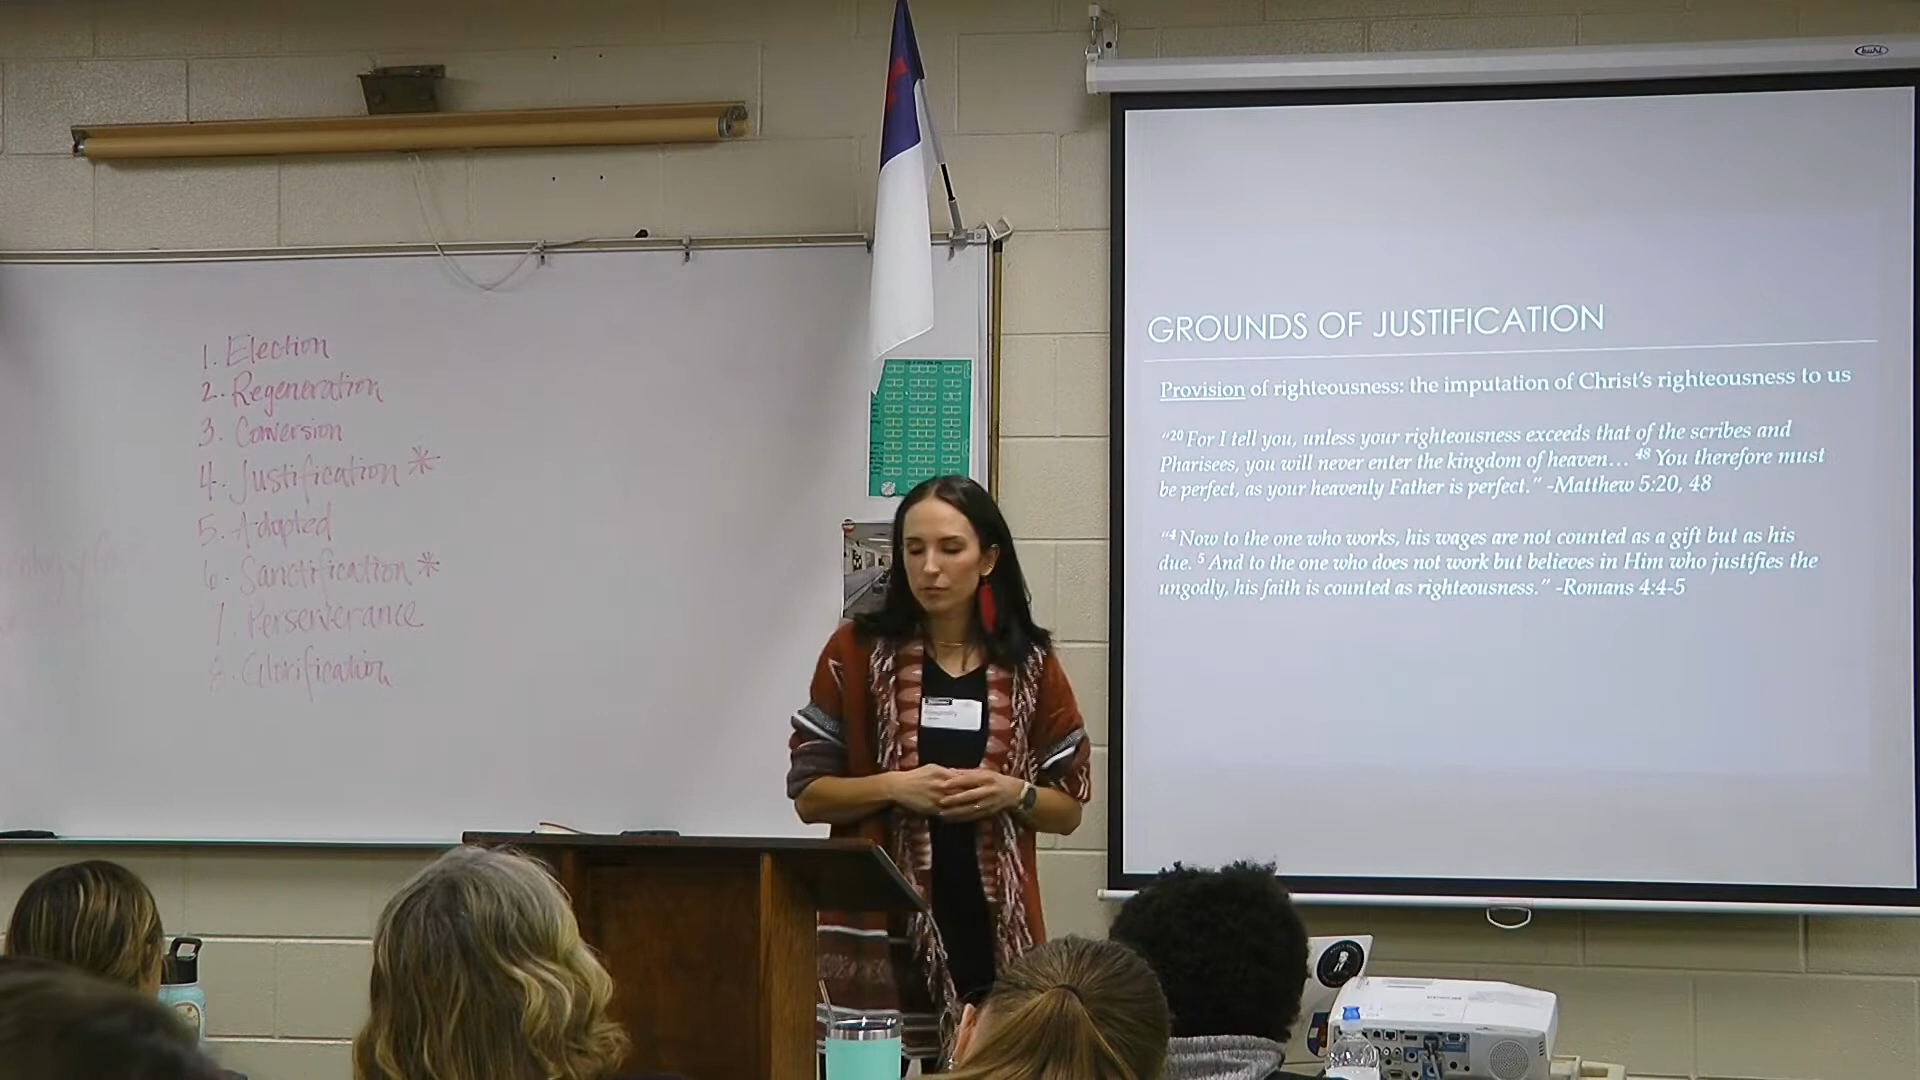 1. Election
2. Regeneration
3. Conversion
4. Justification *
5. Adopted
6. Sanctification *
7. Perserverance
8. Glorification
GROUNDS OF JUSTIFICATION
Provision of righteousness: the imputation of Christ's righteousness to us
"20 For I tell you, unless your righteousness exceeds that of the scribes and
Pharisees, you will never enter the kingdom of heaven… 48 You therefore must
be perfect, as your heavenly Father is perfect." -Matthew 5:20, 48
"4 Now to the one who works, his wages are not counted as a gift but as his
due. 5 And to the one who does not work but believes in Him who justifies the
ungodly, his faith is counted as righteousness." -Romans 4:4-5